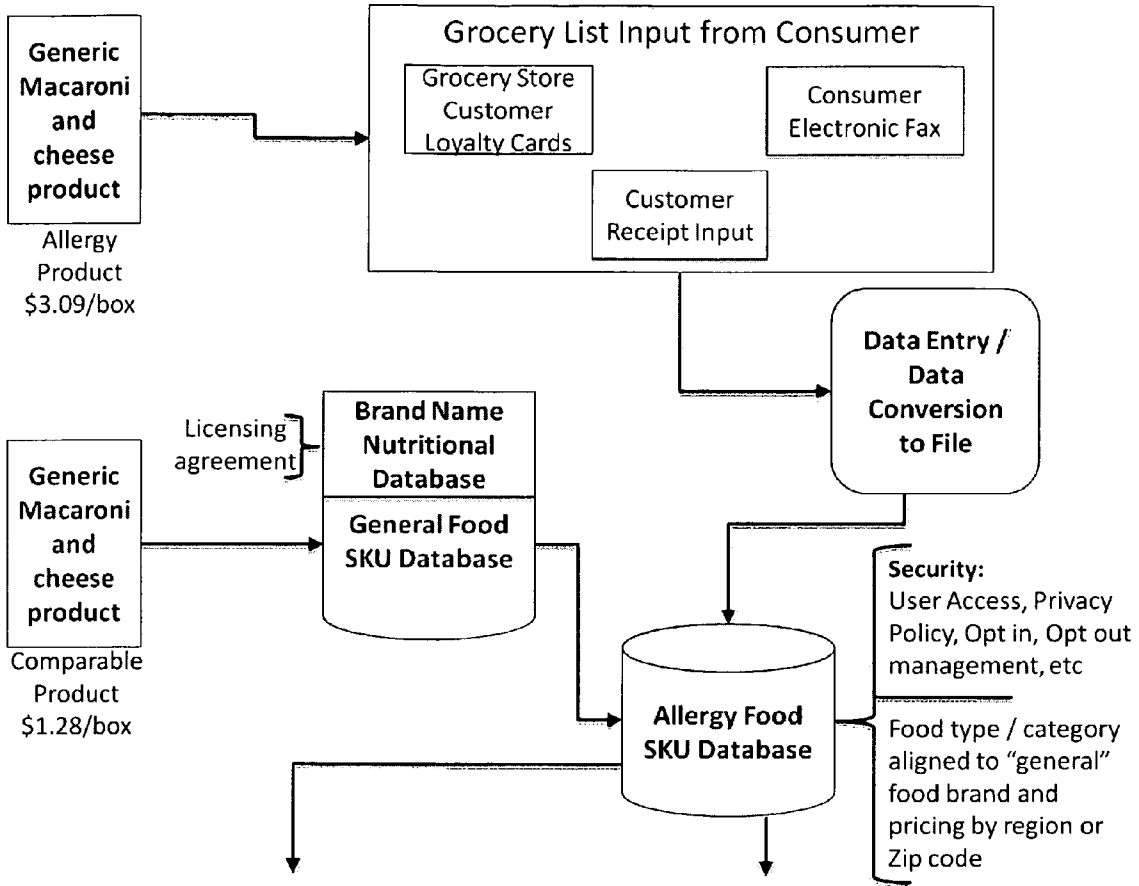 Generic
Macaroni
and
cheese
product
Allergy
Product
$3.09/box
Grocery List Input from Consumer
Grocery Store
Customer
Loyalty Cards
Consumer
Electronic Fax
Customer
Receipt Input
Data Entry /
Data
Conversion
to File
Licensing
agreement
Brand Name
Nutritional
Database
General Food
SKU Database
Generic
Macaroni
and
cheese
product
Comparable
Product
$1.28/box
Allergy Food
SKU Database
Security:
User Access, Privacy
Policy, Opt in, Opt out
management, etc
Food type / category
aligned to “general”
food brand and
pricing by region or
Zip code